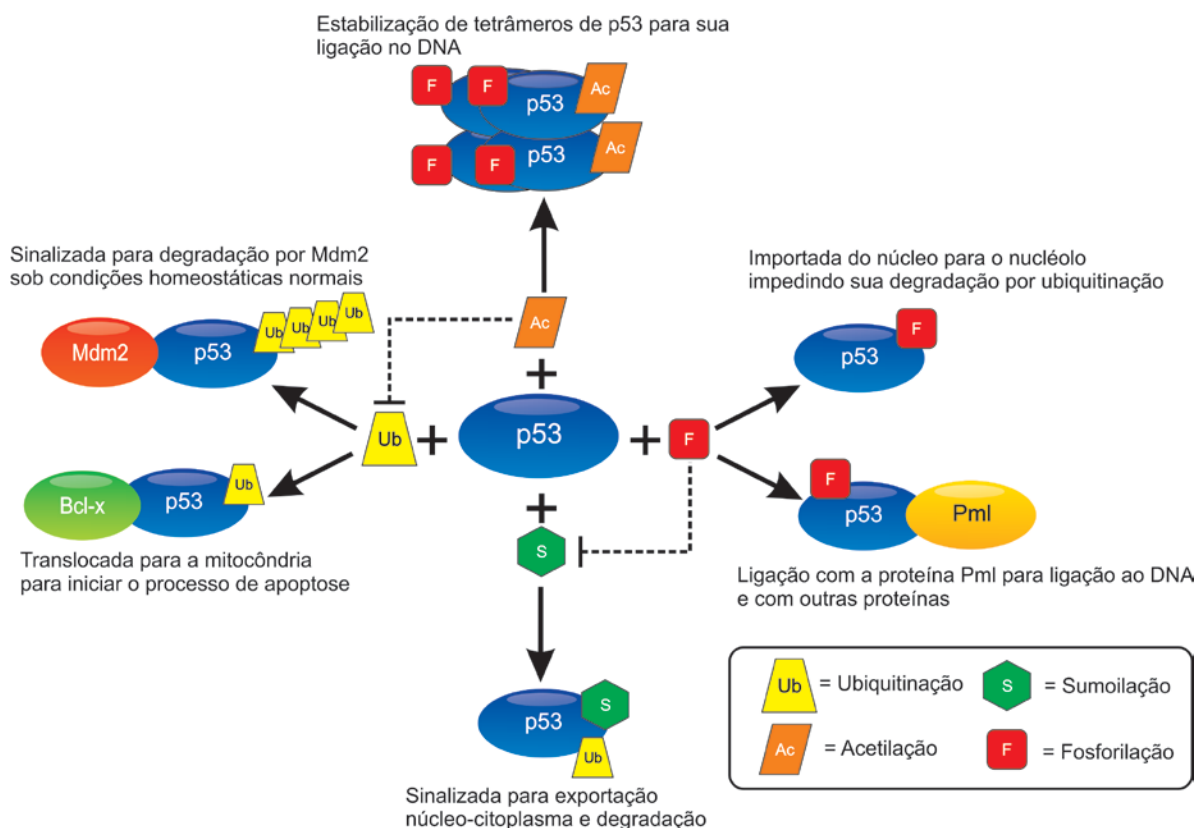 Estabilização de tetrâmeros de p53 para sua
ligação no DNA
F
F
p53
Ac
F
F
p53
Ac
Sinalizada para degradação por Mdm2
sob condições homeostáticas normais
Mdm2
p53
Ub
Ub
Ub
Ub
Ac
Importada do núcleo para o nucléolo
impedindo sua degradação por ubiquitinação
p53
F
Ub
+
+
p53
+
F
+
Bcl-x
p53
Ub
Translocada para a mitocôndria
para iniciar o processo de apoptose
S
F
p53
Pml
Ligação com a proteína Pml para ligação ao DNA
e com outras proteínas
p53
S
Ub
Sinalizada para exportação
núcleo-citoplasma e degradação
Ub = Ubiquitinação
S = Sumoilação
Ac = Acetilação
F = Fosforilação